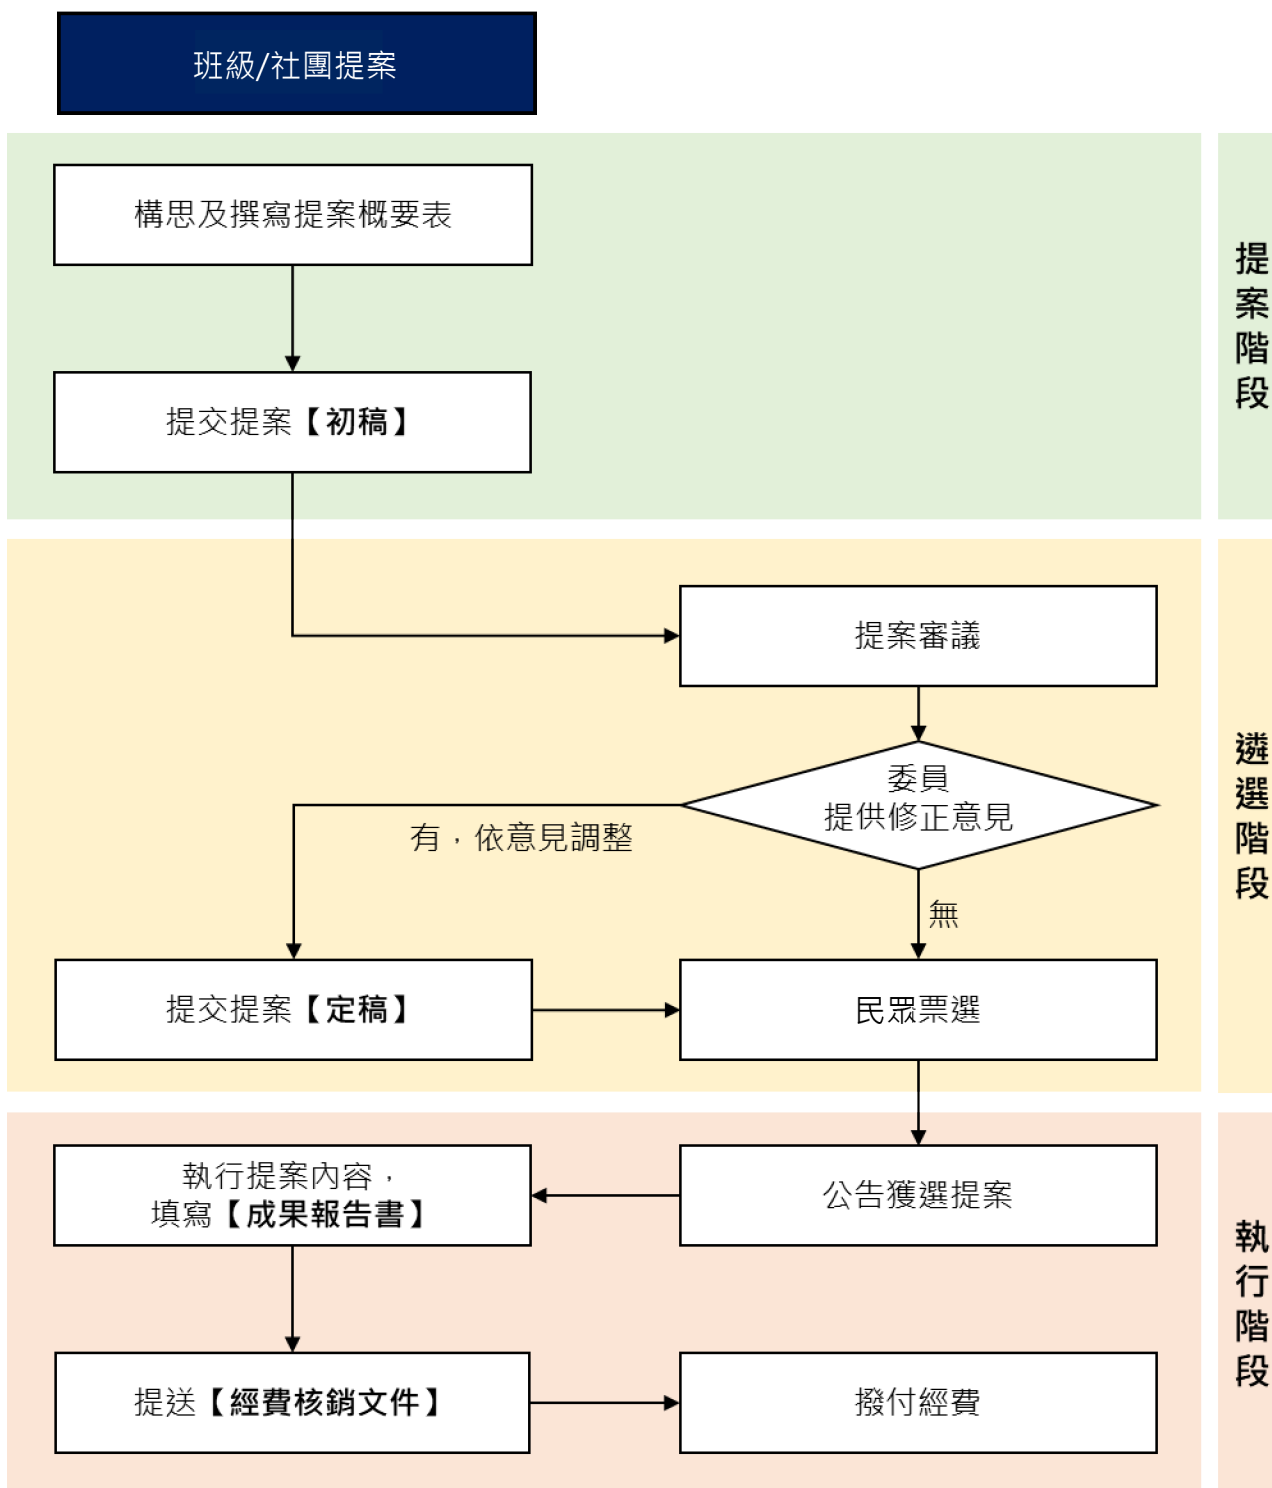 班級/社團提案
構思及撰寫提案概要表
提交提案【初稿】
提案階段
提案審議
委員
提供修正意見
有，依意見調整
無
提交提案【定稿】
民眾票選
遴選階段
執行提案內容，
填寫【成果報告書】
公告獲選提案
提送【經費核銷文件】
撥付經費
執行階段